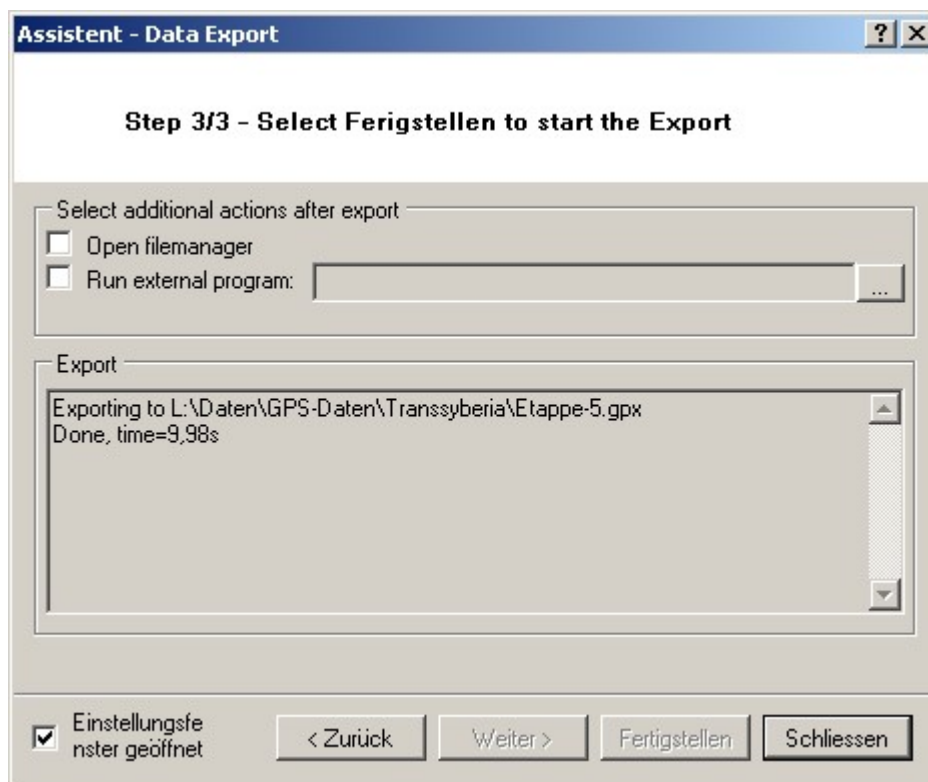 Assistent - Data Export
Step 3/3 - Select Ferigstellen to start the Export
Select additional actions after export
Open filemanager
Run external program:
...
Export
Exporting to L:\Daten\GPS-Daten\Transsyberia\Etappe-5.gpx
Done, time=9,98s
Einstellungsfe
nster geöffnet
< Zurück
Weiter >
Fertigstellen
Schliessen